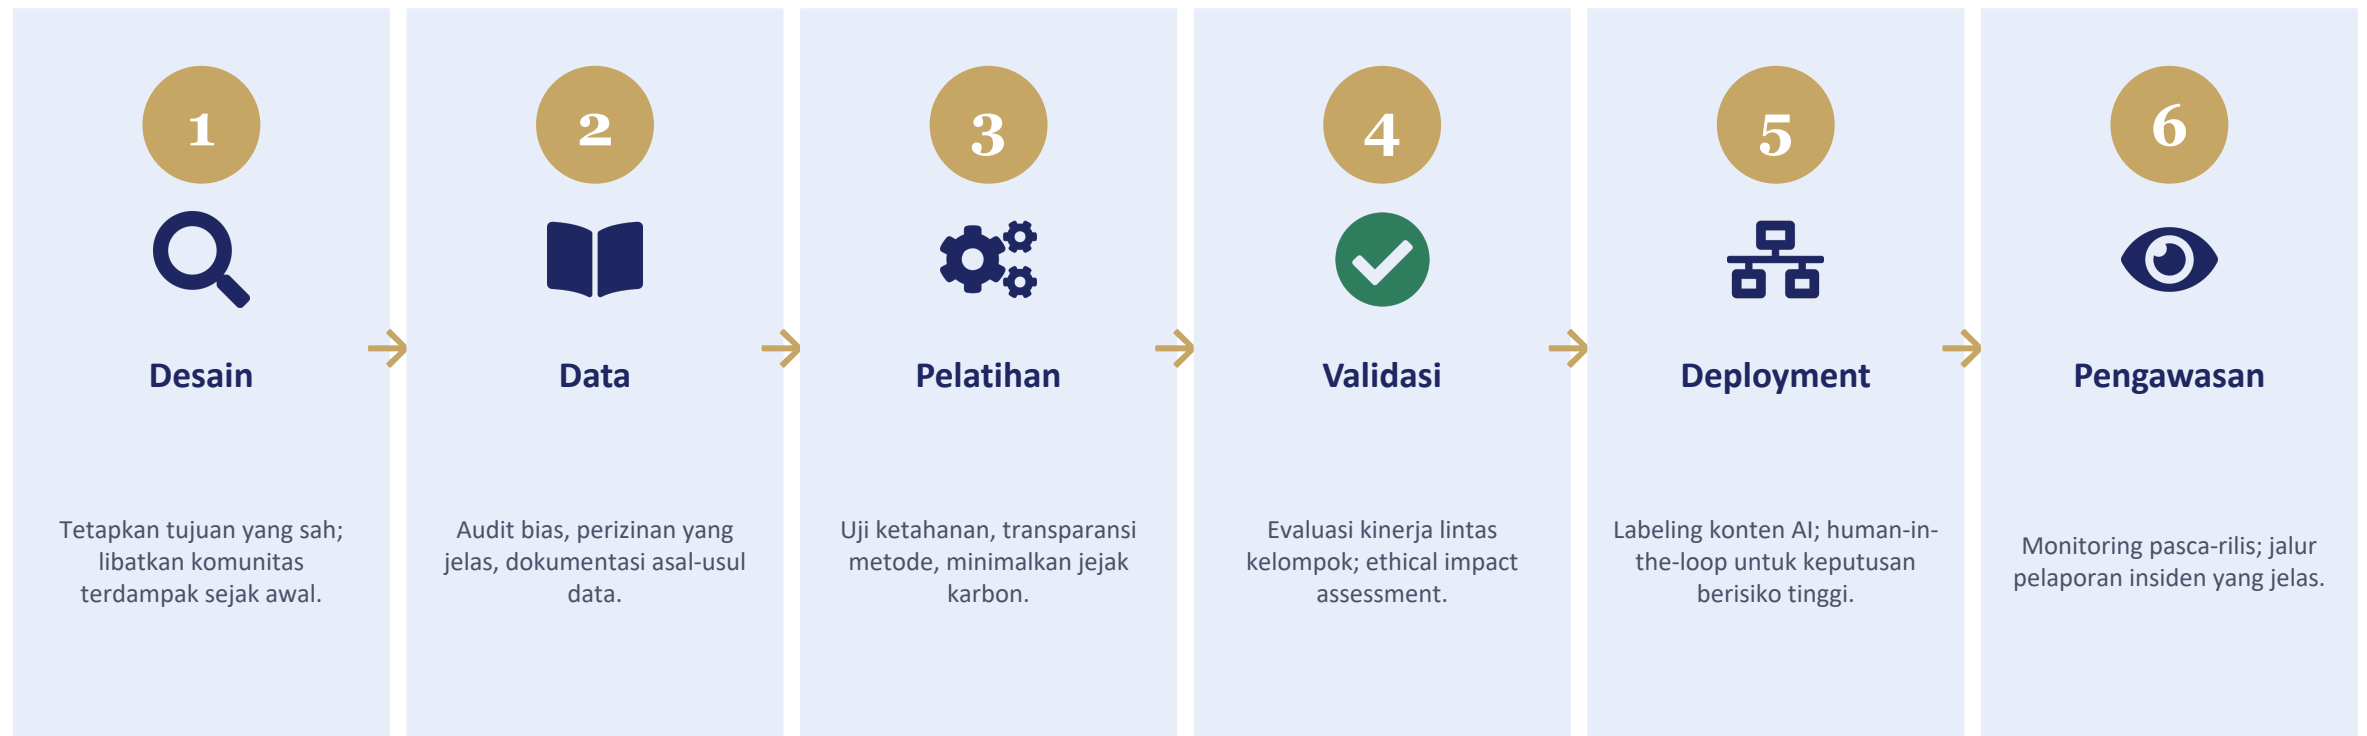 1
Desain
Tetapkan tujuan yang sah;
libatkan komunitas
terdampak sejak awal.
2
Data
Audit bias, perizinan yang
jelas, dokumentasi asal-usul
data.
3
Pelatihan
Uji ketahanan, transparansi
metode, minimalkan jejak
karbon.
4
Validasi
Evaluasi kinerja lintas
kelompok; ethical impact
assessment.
5
Deployment
Labeling konten AI; human-in-
the-loop untuk keputusan
berisiko tinggi.
6
Pengawasan
Monitoring pasca-rilis; jalur
pelaporan insiden yang jelas.